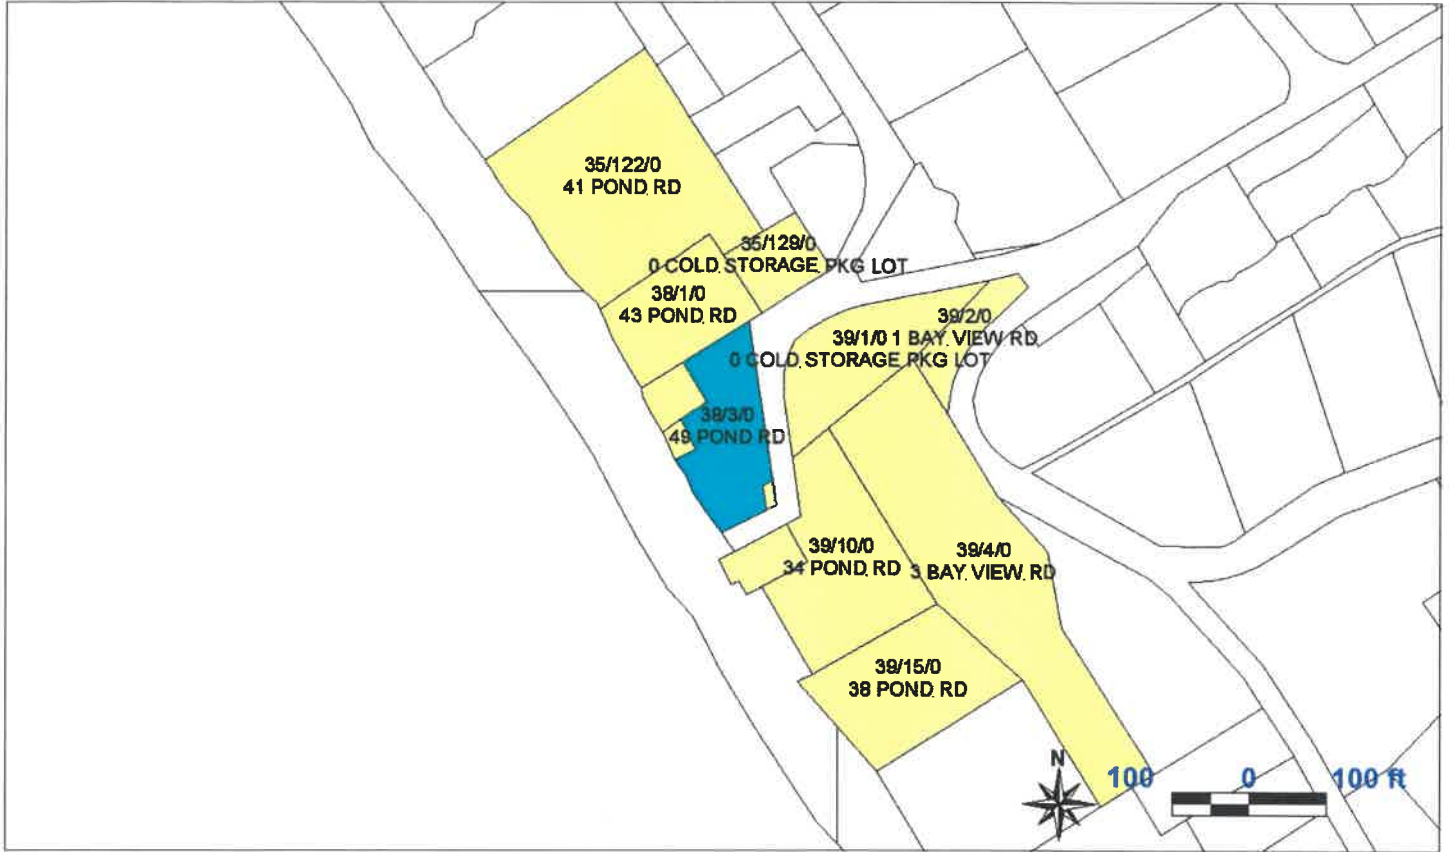 35/122/0
41 POND RD
35/129/0
0 COLD STORAGE PKG LOT
38/1/0
43 POND RD
39/2/0
1 BAY VIEW RD
39/1/0
0 COLD STORAGE PKG LOT
38/3/0
49 POND RD
39/10/0
34 POND RD
39/4/0
3 BAY VIEW RD
39/15/0
38 POND RD
N
100 0 100 ft